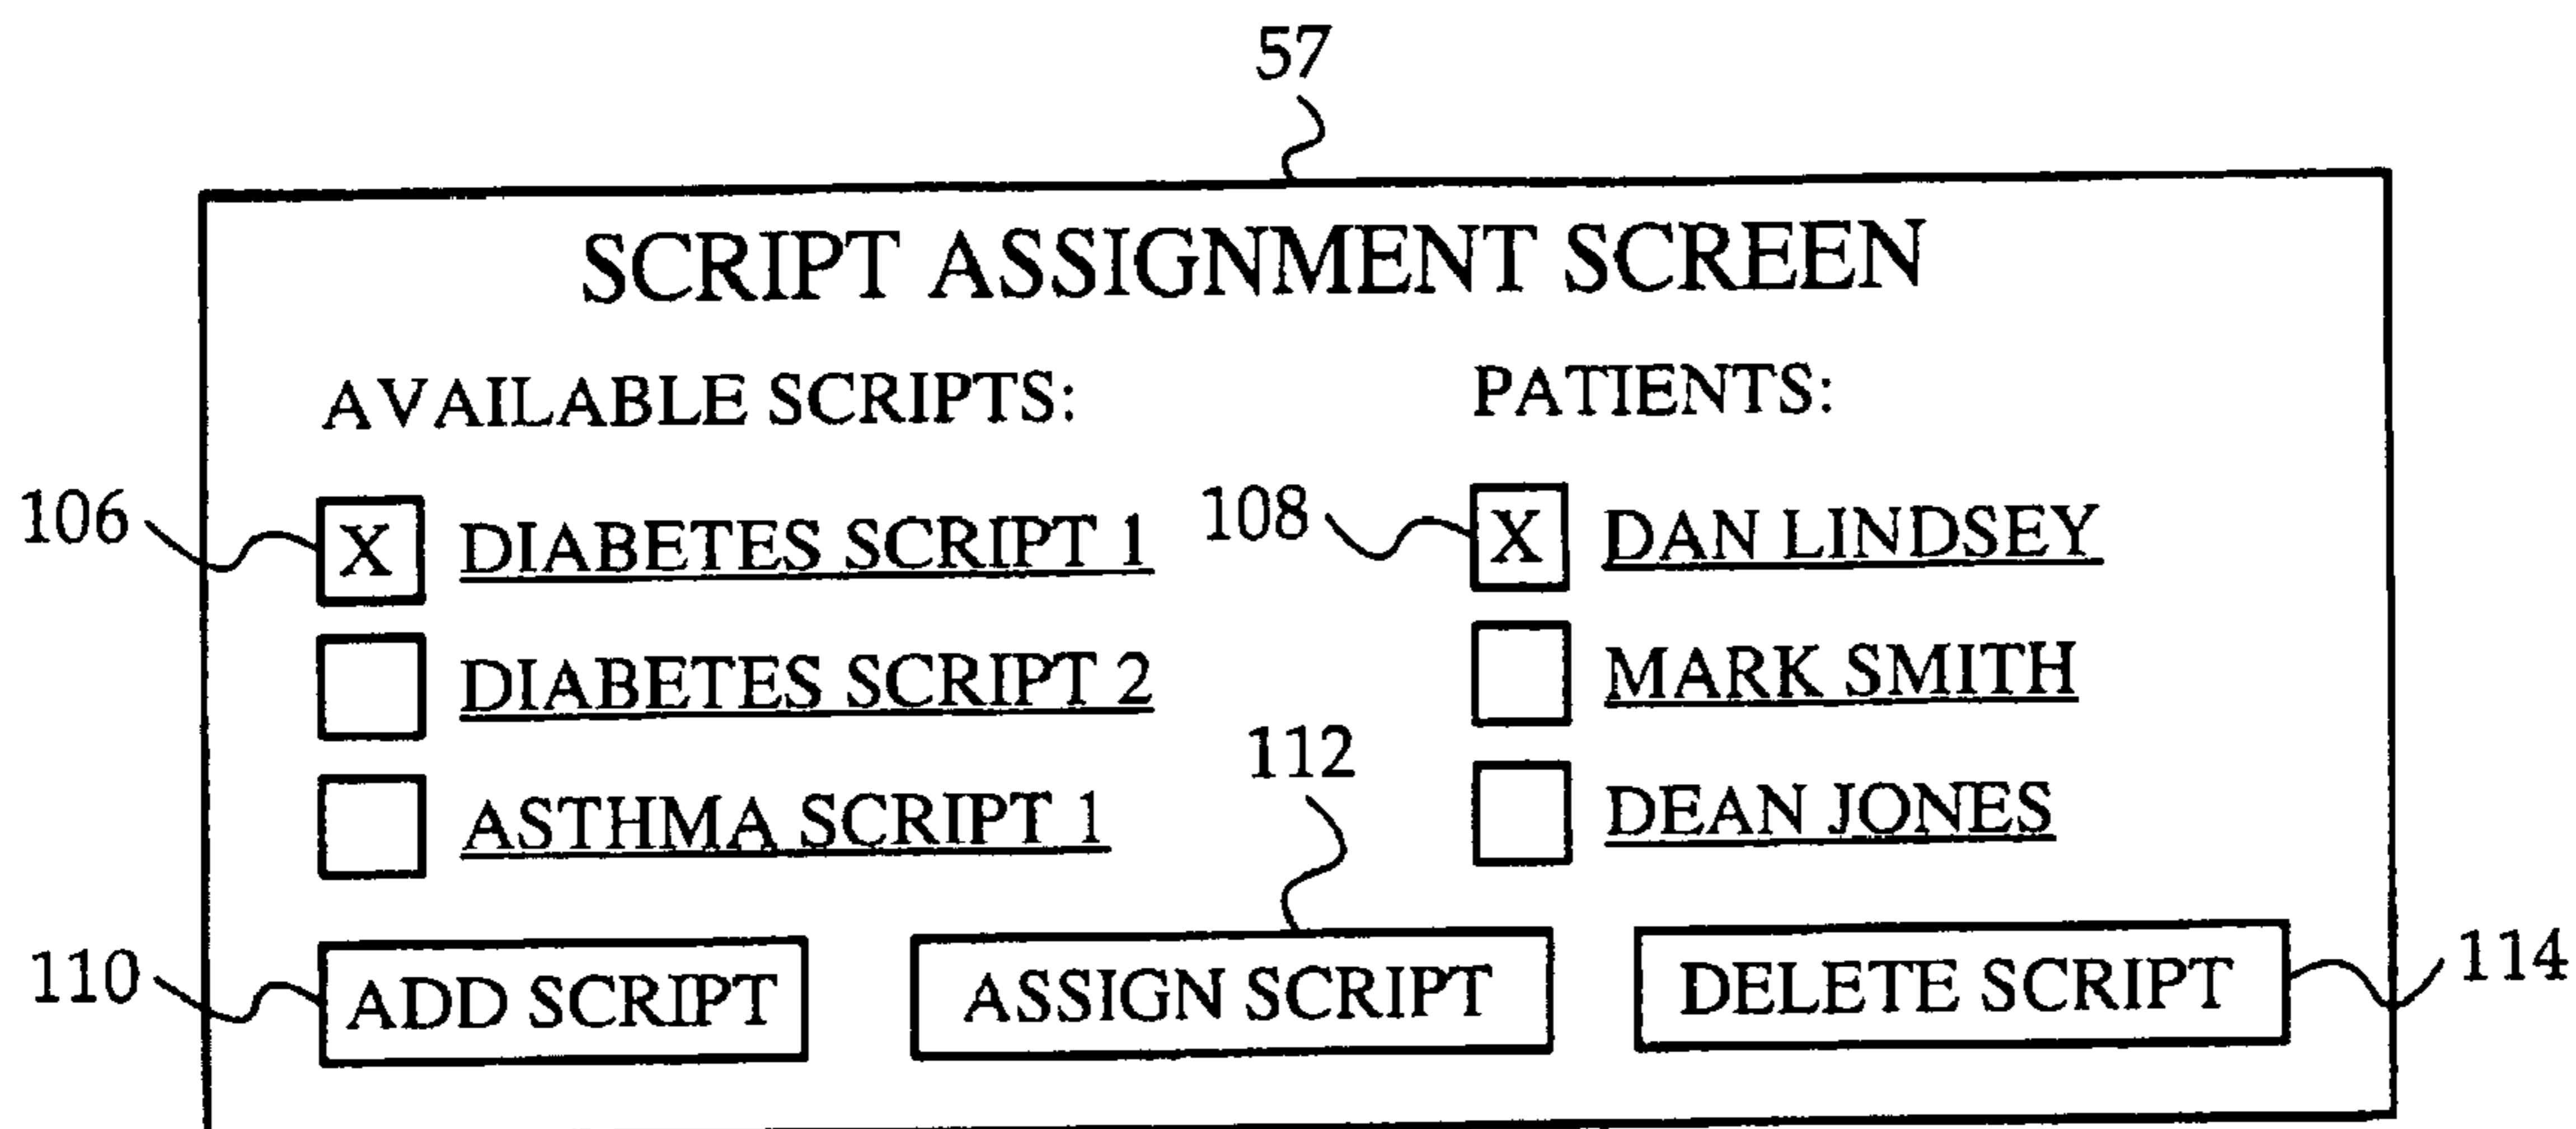 57
SCRIPT ASSIGNMENT SCREEN
AVAILABLE SCRIPTS: PATIENTS:
106 X DIABETES SCRIPT 1 108 X DAN LINDSEY
DIABETES SCRIPT 2 MARK SMITH
112
ASTHMA SCRIPT 1 DEAN JONES
110 ADD SCRIPT ASSIGN SCRIPT DELETE SCRIPT 114